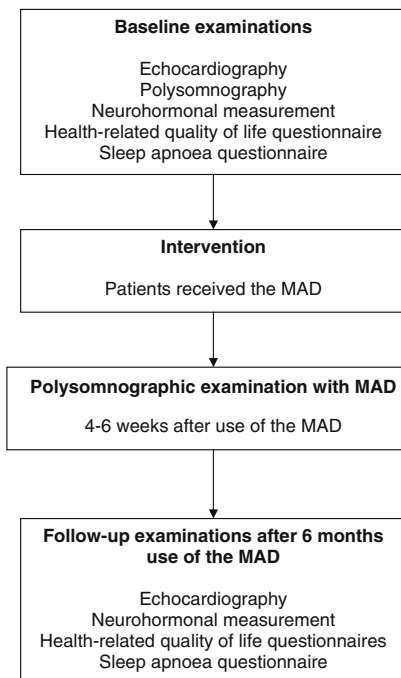 Baseline examinations
Echocardiography
Polysomnography
Neurohormonal measurement
Health-related quality of life questionnaire
Sleep apnoea questionnaire
Intervention
Patients received the MAD
Polysomnographic examination with MAD
4-6 weeks after use of the MAD
Follow-up examinations after 6 months
use of the MAD
Echocardiography
Neurohormonal measurement
Health-related quality of life questionnaires
Sleep apnoea questionnaire